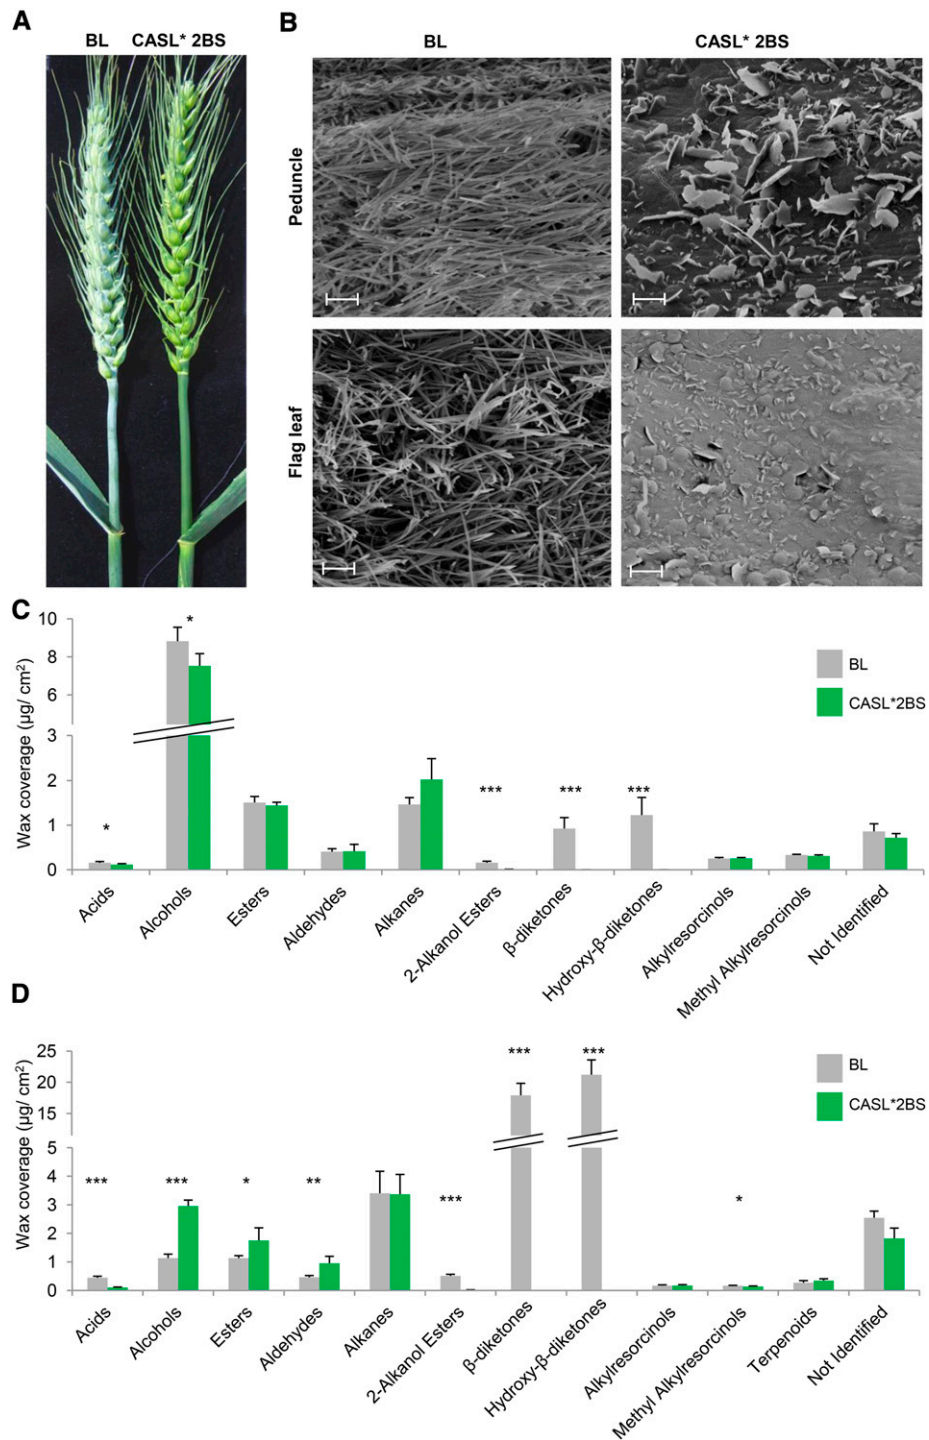 A
BL CASL* 2BS
B
BL CASL* 2BS
Peduncle
Flag leaf
C
Wax coverage (µg/ cm²)
10
8
6
4
3
2
1
0
*
*
***
***
***
BL
CASL*2BS
Acids
Alcohols
Esters
Aldehydes
Alkanes
2-Alkanol Esters
β-diketones
Hydroxy-β-diketones
Alkylresorcinols
Methyl Alkylresorcinols
Not Identified
D
Wax coverage (µg/ cm²)
25
20
15
10
5
4
3
2
1
0
***
***
*
**
***
***
***
*
BL
CASL*2BS
Acids
Alcohols
Esters
Aldehydes
Alkanes
2-Alkanol Esters
β-diketones
Hydroxy-β-diketones
Alkylresorcinols
Methyl Alkylresorcinols
Terpenoids
Not Identified